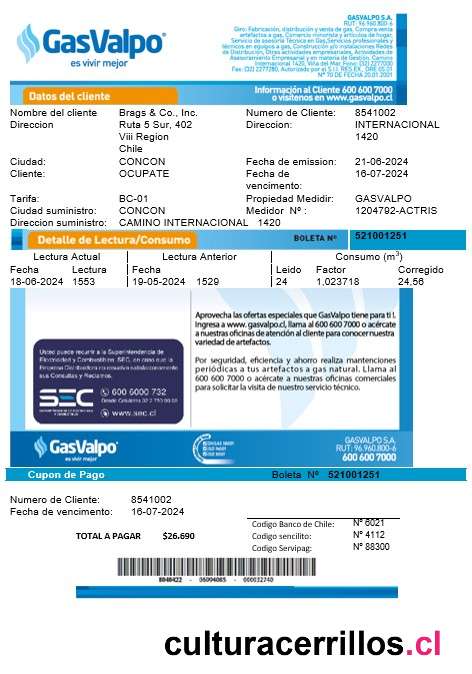 GasValpo
es vivir mejor
GASVALPO S.A.
RUT: 96.960.800-6
Giro: Fabricación, distribución y venta de gas, Compra venta
artefactos a gas, Comercio minorista y artículos de hogar,
Servicio de asesoría Técnica en Gas,Servicios profesionales y
térmicos en equipos a gas, Construcción y/o instalaciones Redes
de Distribución, Otras actividades, Actividades de
Asesoramiento Empresarial y en materia de Gestión, Camino
Internacional 1420, Viña del Mar, Fono: (32) 2277000
Fax: (32) 2277280, Autorizado por el S.I.I. RES.EX. DRE 05.01
Nº 70 DE FECHA 20.01.2001
Datos del cliente
Información al Cliente 600 600 7000
o visítenos en www.gasvalpo.cl
Nombre del cliente Brags & Co., Inc. Numero de Cliente: 8541002
Direccion Ruta 5 Sur, 402 Direccion: INTERNACIONAL
Viii Region 1420
Chile
Ciudad: CONCON Fecha de emission: 21-06-2024
Cliente: OCUPATE Fecha de 16-07-2024
vencimento:
Tarifa: BC-01 Propiedad Medidir: GASVALPO
Ciudad suministro: CONCON Medidor Nº : 1204792-ACTRIS
Direccion suministro: CAMINO INTERNACIONAL 1420
Detalle de Lectura/Consumo BOLETA Nº 521001251
Lectura Actual Lectura Anterior Consumo (m³)
Fecha Lectura Fecha Leido Factor Corregido
18-06-2024 1553 19-05-2024 1529 24 1,023718 24,56
Aprovecha las ofertas especiales que GasValpo tiene para ti !.
Ingresa a www. gasvalpo.cl, llama al 600 600 7000 o acércate
a nuestras oficinas de atención al cliente para conocer nuestra
variedad de artefactos.
Por seguridad, eficiencia y ahorro realiza mantenciones
periódicas a tus artefactos a gas natural. Llama al
600 600 7000 o acércate a nuestras oficinas comerciales
para solicitar la visita de nuestro servicio técnico.
Usted puede recurrir a la Superintendencia de
Electricidad y Combustibles -SEC, en caso que la
Empresa Distribuidora no resuelva satisfactoriamente
sus Consultas y Reclamos.
SEC
600 6000 732
www.sec.cl
GasValpo
es vivir mejor
GASVALPO S.A.
RUT: 96.960.800-6
600 600 7000
Cupon de Pago Boleta Nº 521001251
Numero de Cliente: 8541002
Fecha de vencimento: 16-07-2024
TOTAL A PAGAR $26.690
Codigo Banco de Chile: Nº 6021
Codigo sencilito: Nº 4112
Codigo Servipag: Nº 88300
culturacerrillos.cl